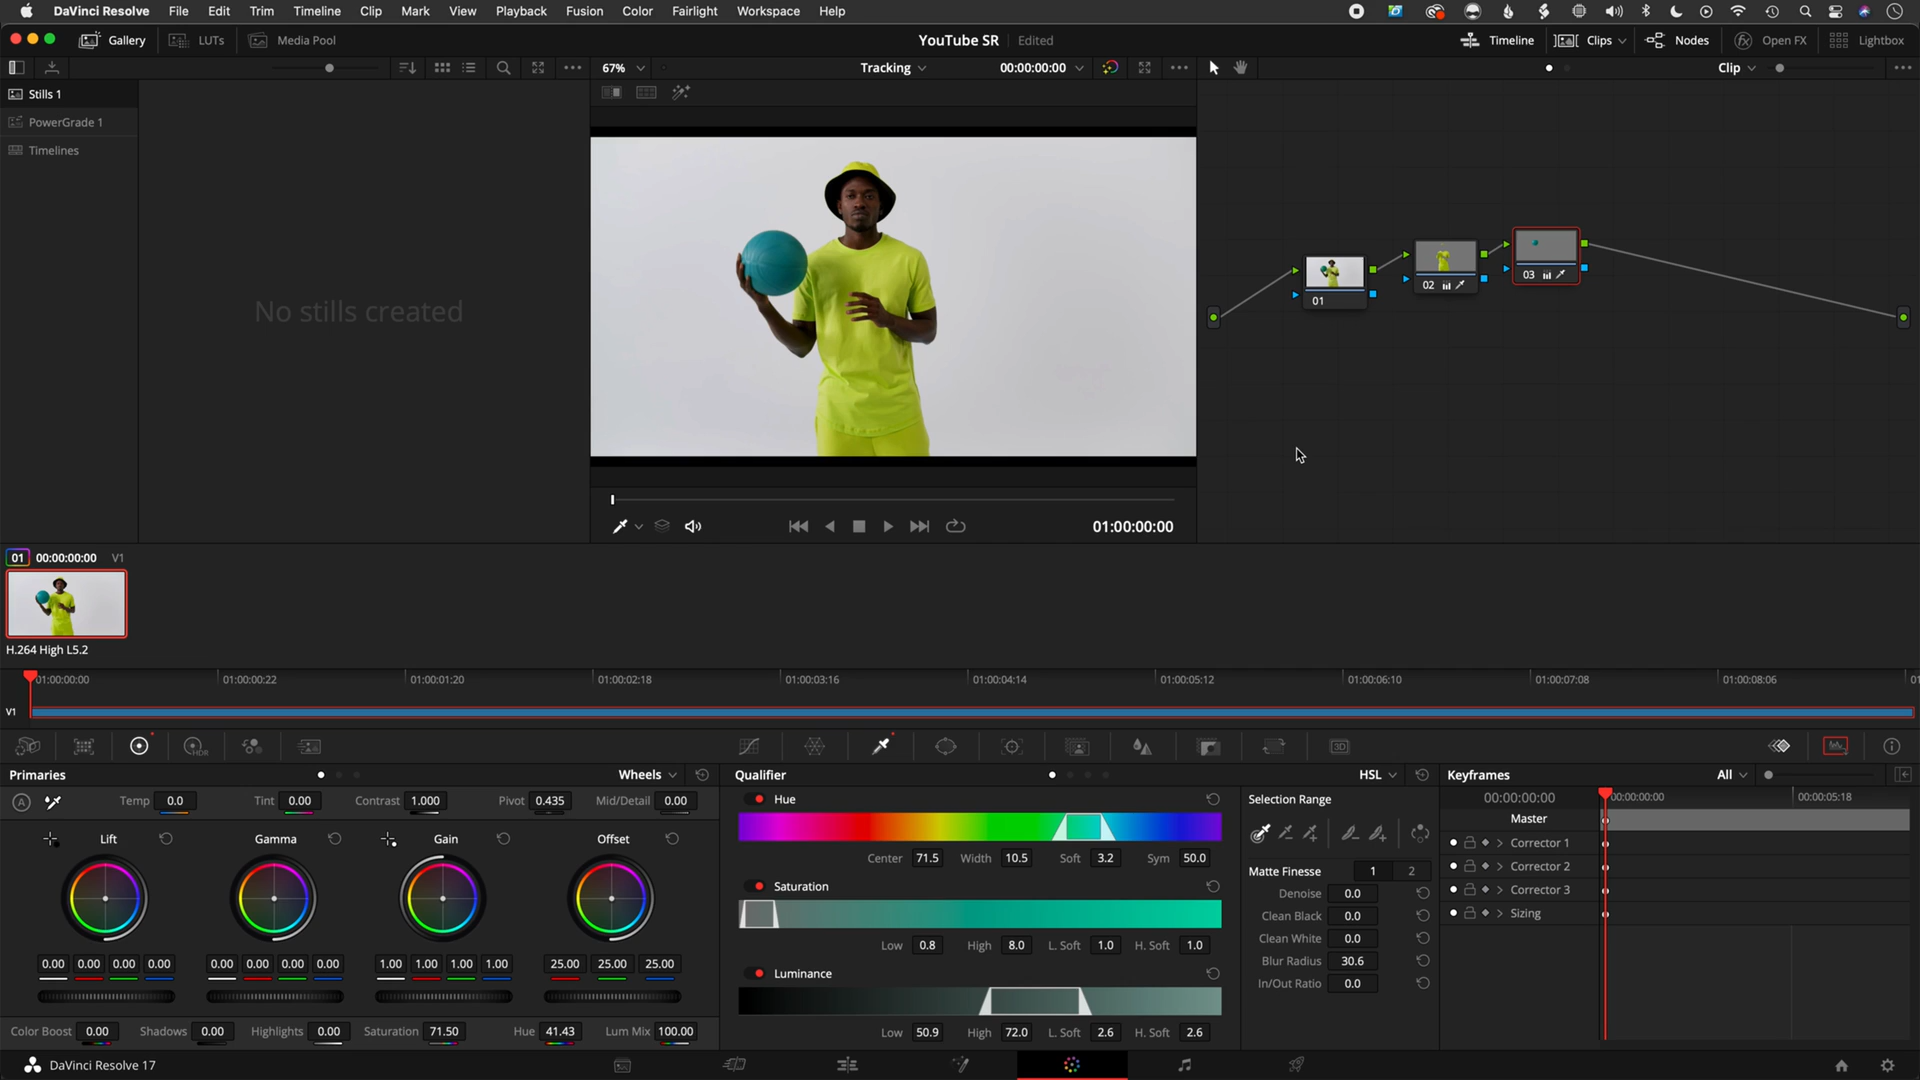 DaVinci Resolve File Edit Trim Timeline Clip Mark View Playback Fusion Color Fairlight Workspace Help
Gallery LUTs Media Pool YouTube SR Edited Timeline Clips Nodes Open FX Lightbox
67% Tracking 00:00:00:00 Clip
Stills 1
PowerGrade 1
Timelines
No stills created
01
02
03
01:00:00:00
01 00:00:00:00 V1
H.264 High L5.2
01:00:00:00 01:00:00:22 01:00:01:20 01:00:02:18 01:00:03:16 01:00:04:14 01:00:05:12 01:00:06:10 01:00:07:08 01:00:08:06 01
V1
HDR 3D
Primaries Wheels Qualifier HSL Keyframes All
A Temp 0.0 Tint 0.00 Contrast 1.000 Pivot 0.435 Mid/Detail 0.00
Hue Selection Range 00:00:00:00 00:00:00:00 00:00:05:18
Master
Lift Gamma Gain Offset
Corrector 1
Center 71.5 Width 10.5 Soft 3.2 Sym 50.0
Corrector 2
Matte Finesse 1 2
Saturation
Denoise 0.0
Corrector 3
Clean Black 0.0
Sizing
Clean White 0.0
Low 0.8 High 8.0 L. Soft 1.0 H. Soft 1.0
Blur Radius 30.6
0.00 0.00 0.00 0.00 0.00 0.00 0.00 0.00 1.00 1.00 1.00 1.00 25.00 25.00 25.00
Luminance
In/Out Ratio 0.0
Color Boost 0.00 Shadows 0.00 Highlights 0.00 Saturation 71.50 Hue 41.43 Lum Mix 100.00
Low 50.9 High 72.0 L. Soft 2.6 H. Soft 2.6
DaVinci Resolve 17